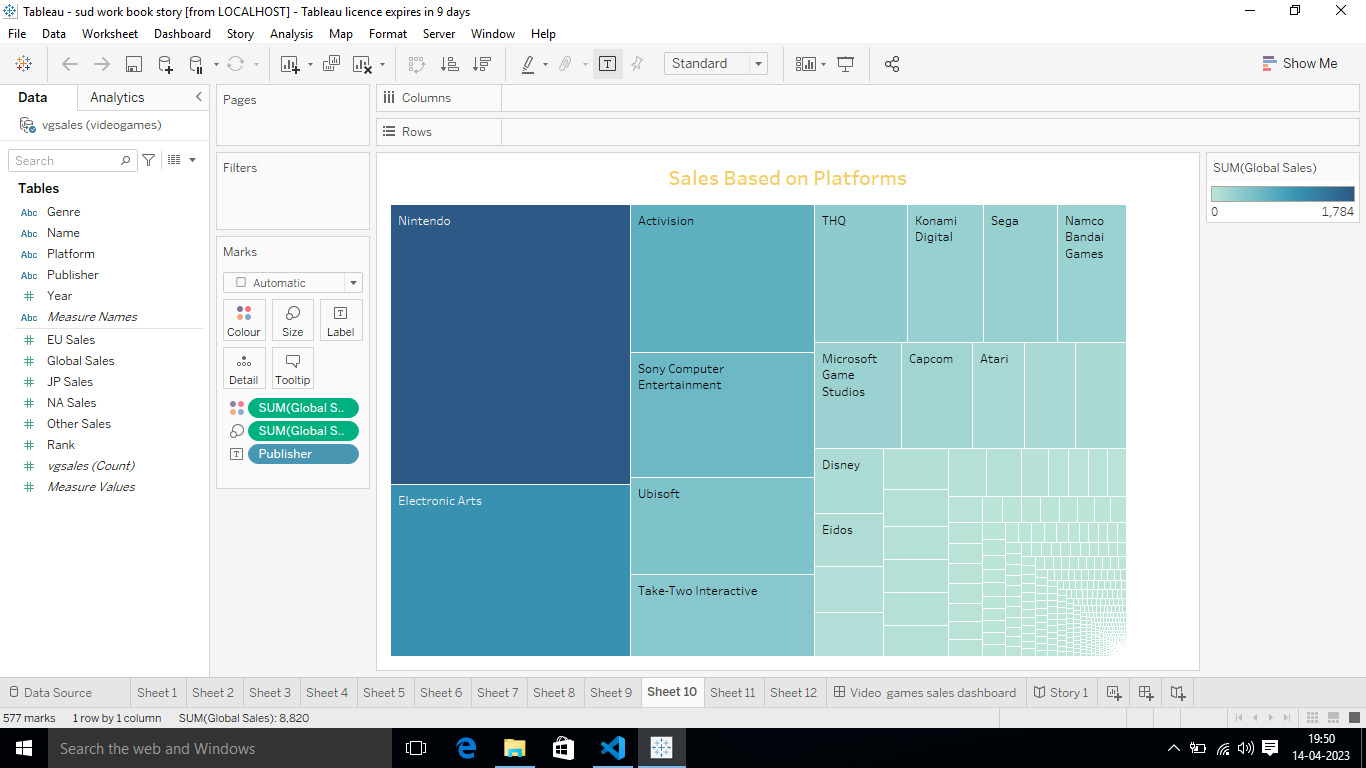 Tableau - sud work book story [from LOCALHOST] - Tableau licence expires in 9 days
File Data Worksheet Dashboard Story Analysis Map Format Server Window Help
Standard
Show Me
Data Analytics
vgsales (videogames)
Search
Tables
Abc Genre
Abc Name
Abc Platform
Abc Publisher
Year
Abc Measure Names
EU Sales
Global Sales
JP Sales
NA Sales
Other Sales
Rank
vgsales (Count)
Measure Values
Pages
Filters
Marks
Automatic
Colour Size Label
Detail Tooltip
SUM(Global S..
SUM(Global S..
Publisher
Columns
Rows
Sales Based on Platforms
Nintendo
Electronic Arts
Activision
Sony Computer
Entertainment
Ubisoft
Take-Two Interactive
THQ
Konami
Digital
Sega
Namco
Bandai
Games
Microsoft
Game
Studios
Capcom
Atari
Disney
Eidos
SUM(Global Sales)
0 1,784
Data Source Sheet 1 Sheet 2 Sheet 3 Sheet 4 Sheet 5 Sheet 6 Sheet 7 Sheet 8 Sheet 9 Sheet 10 Sheet 11 Sheet 12 Video games sales dashboard Story 1
577 marks 1 row by 1 column SUM(Global Sales): 8,820
Search the web and Windows
19:50
14-04-2023